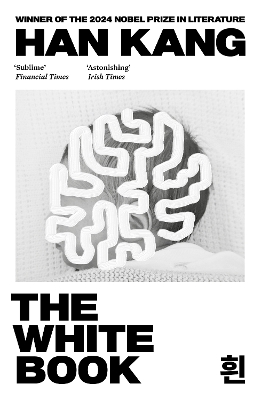 WINNER OF THE 2024 NOBEL PRIZE IN LITERATURE
HAN KANG
‘Sublime’
Financial Times
‘Astonishing’
Irish Times
THE
WHITE
BOOK
흰